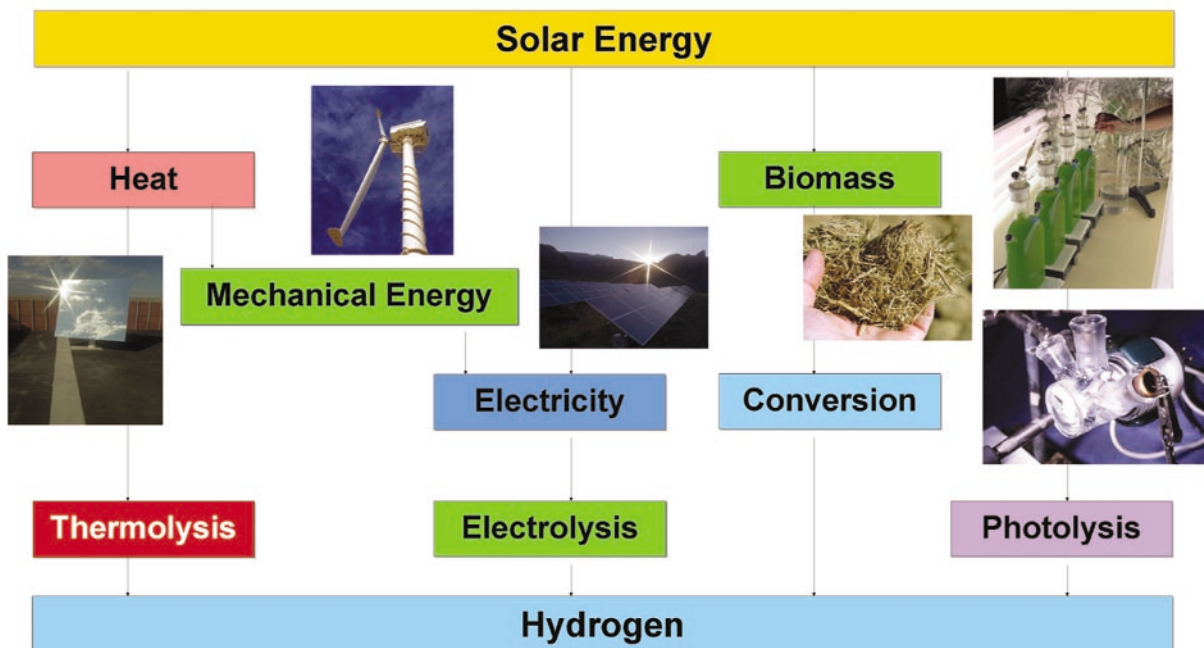 Solar Energy
Heat
Biomass
Mechanical Energy
Electricity
Conversion
Thermolysis
Electrolysis
Photolysis
Hydrogen